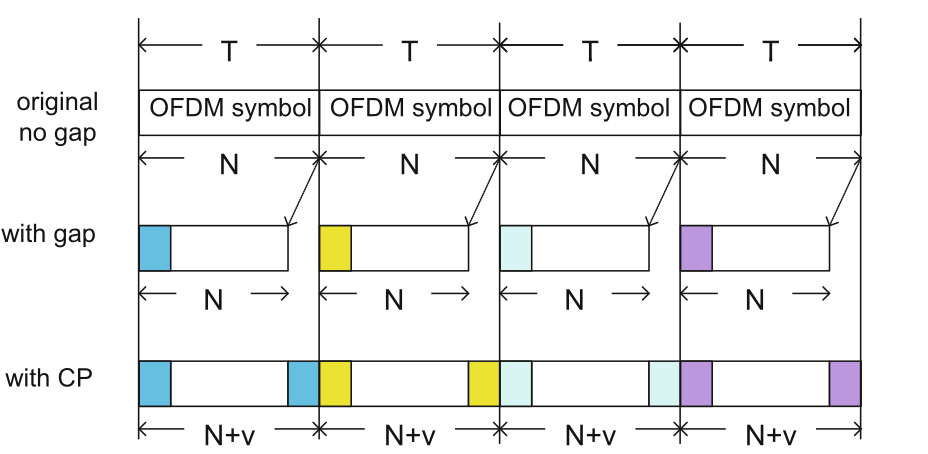 T T T T
original
no gap
OFDM symbol OFDM symbol OFDM symbol OFDM symbol
N N N N
with gap
N N N N
with CP
N+v N+v N+v N+v